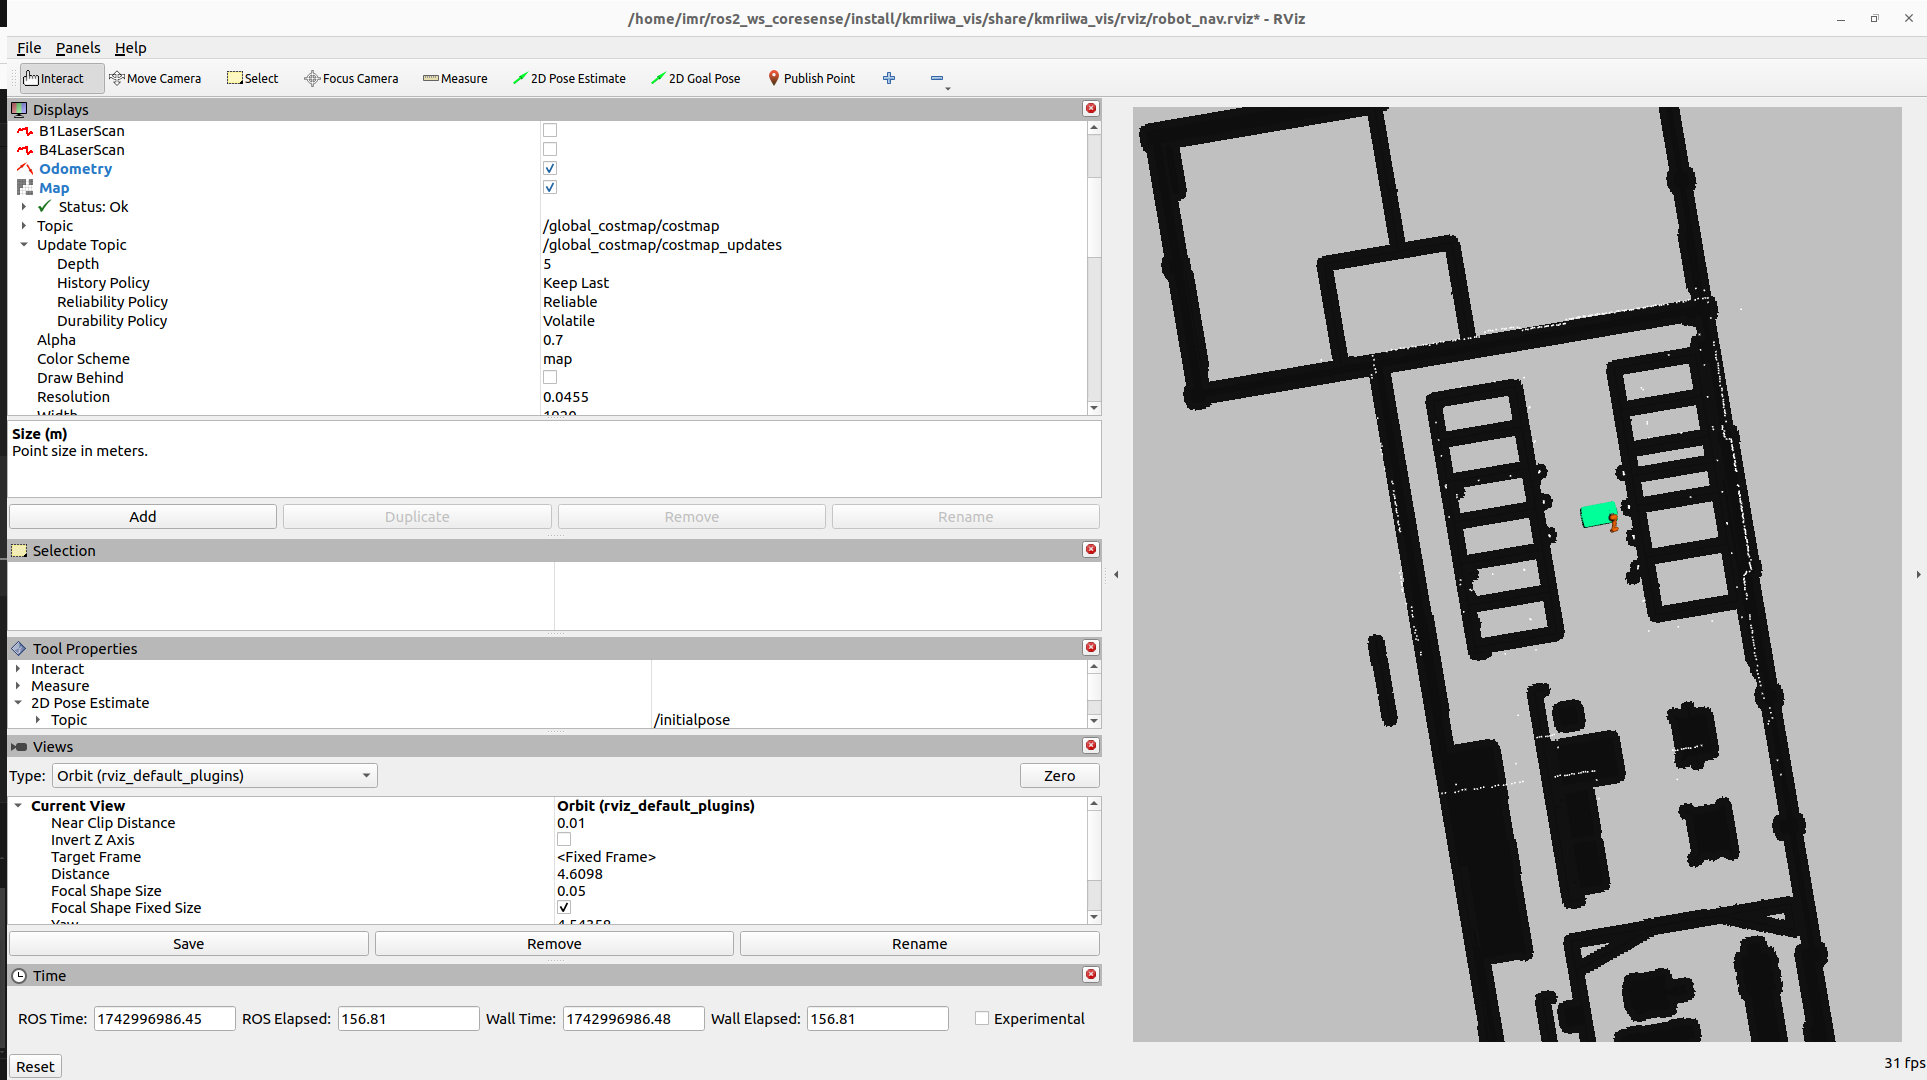 /home/imr/ros2_ws_coresense/install/kmriiwa_vis/share/kmriiwa_vis/rviz/robot_nav.rviz* - RViz
File Panels Help
Interact Move Camera Select Focus Camera Measure 2D Pose Estimate 2D Goal Pose Publish Point
Displays
B1LaserScan
B4LaserScan
Odometry
Map
Status: Ok
Topic /global_costmap/costmap
Update Topic /global_costmap/costmap_updates
Depth 5
History Policy Keep Last
Reliability Policy Reliable
Durability Policy Volatile
Alpha 0.7
Color Scheme map
Draw Behind
Resolution 0.0455
Width
Size (m)
Point size in meters.
Add Duplicate Remove Rename
Selection
Tool Properties
Interact
Measure
2D Pose Estimate
Topic /initialpose
Views
Type: Orbit (rviz_default_plugins) Zero
Current View Orbit (rviz_default_plugins)
Near Clip Distance 0.01
Invert Z Axis
Target Frame <Fixed Frame>
Distance 4.6098
Focal Shape Size 0.05
Focal Shape Fixed Size
Yaw
Save Remove Rename
Time
ROS Time: 1742996986.45 ROS Elapsed: 156.81 Wall Time: 1742996986.48 Wall Elapsed: 156.81 Experimental
Reset
31 fps